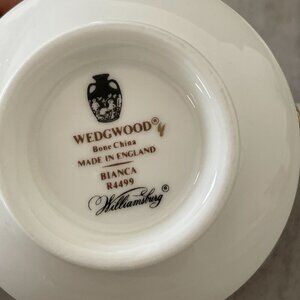 WEDGWOOD®
Bone China
MADE IN ENGLAND
BIANCA
R4499
Williamsburg®